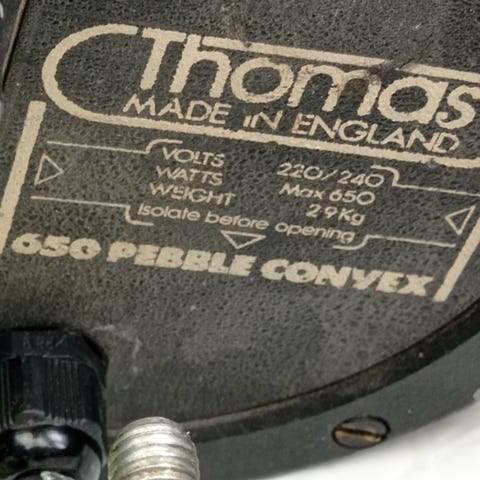 Thomas
MADE IN ENGLAND
VOLTS 220/240
WATTS Max 650
WEIGHT 2.9Kg
Isolate before opening
650 PEBBLE CONVEX